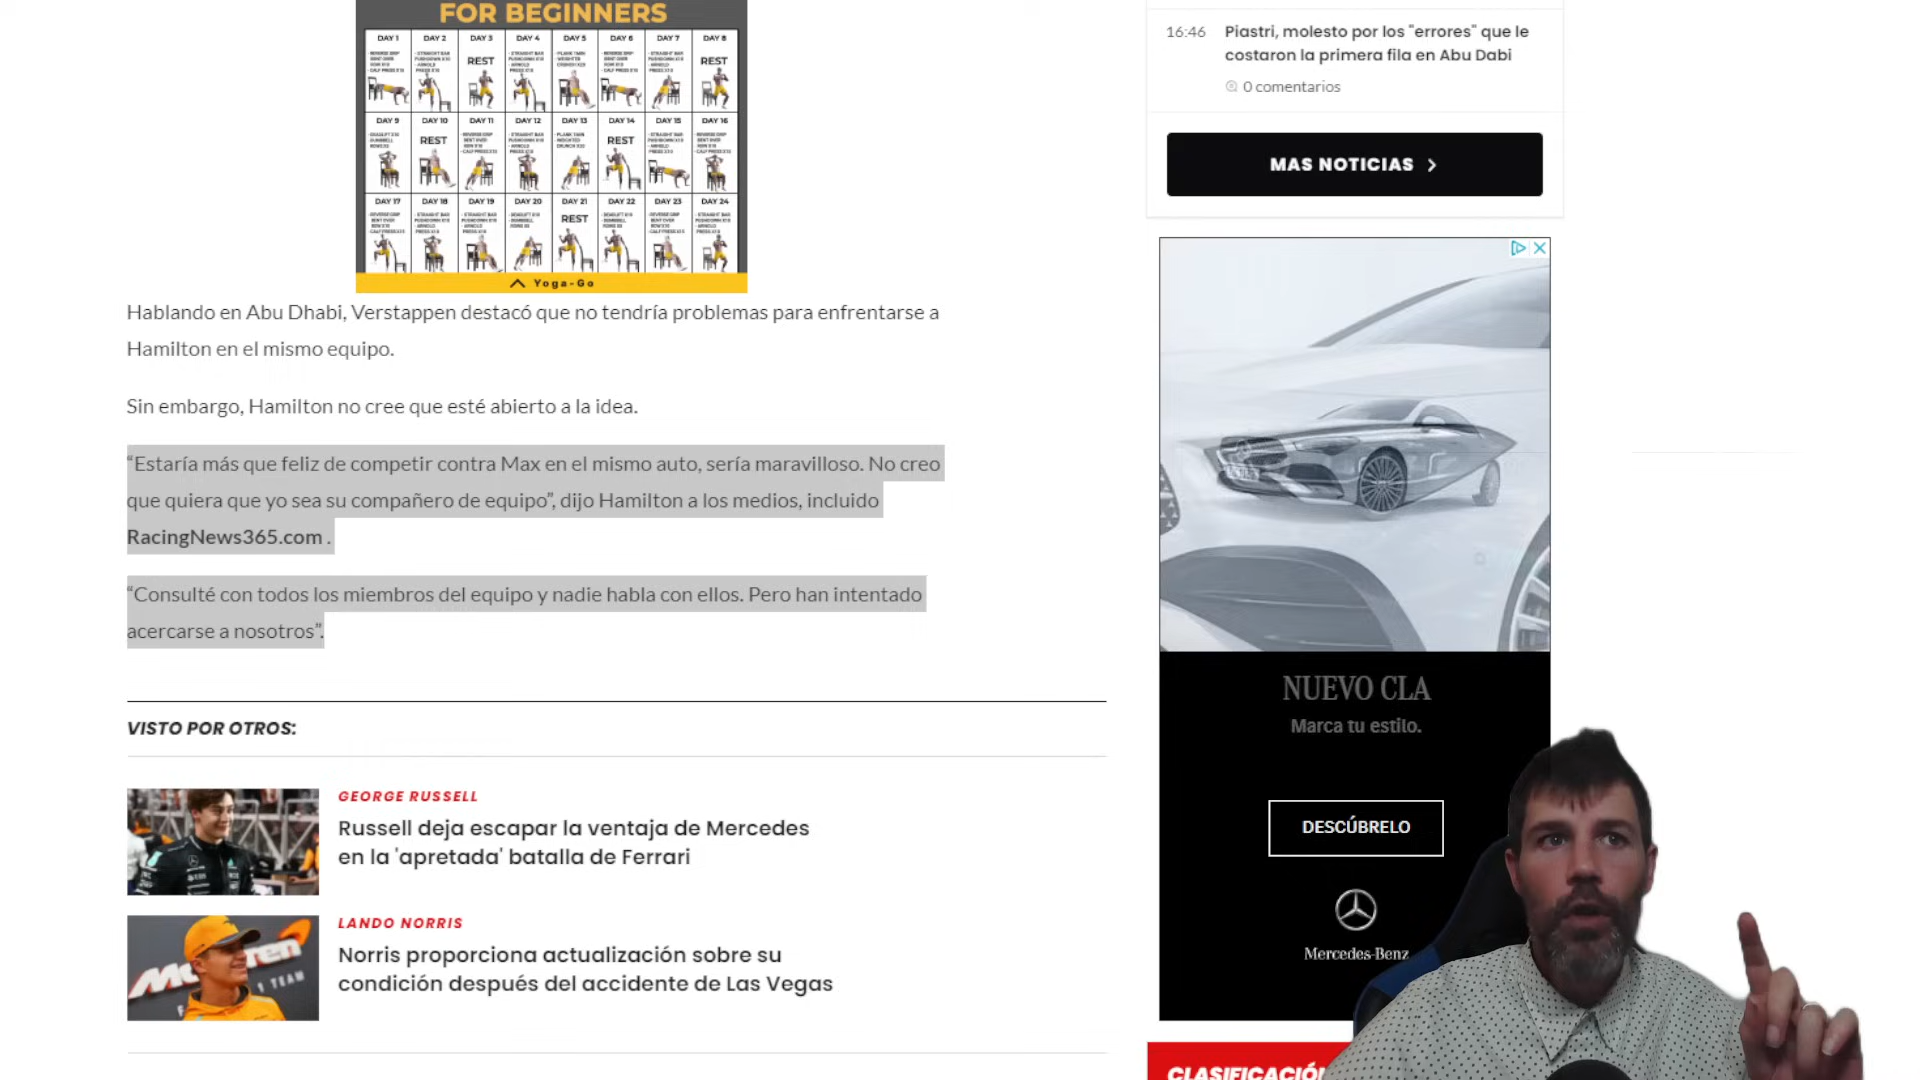 FOR BEGINNERS
DAY 1 DAY 2 DAY 3 DAY 4 DAY 5 DAY 6 DAY 7 DAY 8
REST REST
DAY 9 DAY 10 DAY 11 DAY 12 DAY 13 DAY 14 DAY 15 DAY 16
REST REST
DAY 17 DAY 18 DAY 19 DAY 20 DAY 21 DAY 22 DAY 23 DAY 24
REST
Yoga-Go
Hablando en Abu Dhabi, Verstappen destacó que no tendría problemas para enfrentarse a
Hamilton en el mismo equipo.
Sin embargo, Hamilton no cree que esté abierto a la idea.
“Estaría más que feliz de competir contra Max en el mismo auto, sería maravilloso. No creo
que quiera que yo sea su compañero de equipo”, dijo Hamilton a los medios, incluido
RacingNews365.com .
“Consulté con todos los miembros del equipo y nadie habla con ellos. Pero han intentado
acercarse a nosotros”.
VISTO POR OTROS:
GEORGE RUSSELL
Russell deja escapar la ventaja de Mercedes
en la 'apretada' batalla de Ferrari
LANDO NORRIS
Norris proporciona actualización sobre su
condición después del accidente de Las Vegas
16:46 Piastri, molesto por los "errores" que le
costaron la primera fila en Abu Dabi
0 comentarios
MAS NOTICIAS
NUEVO CLA
Marca tu estilo.
DESCÚBRELO
Mercedes-Benz